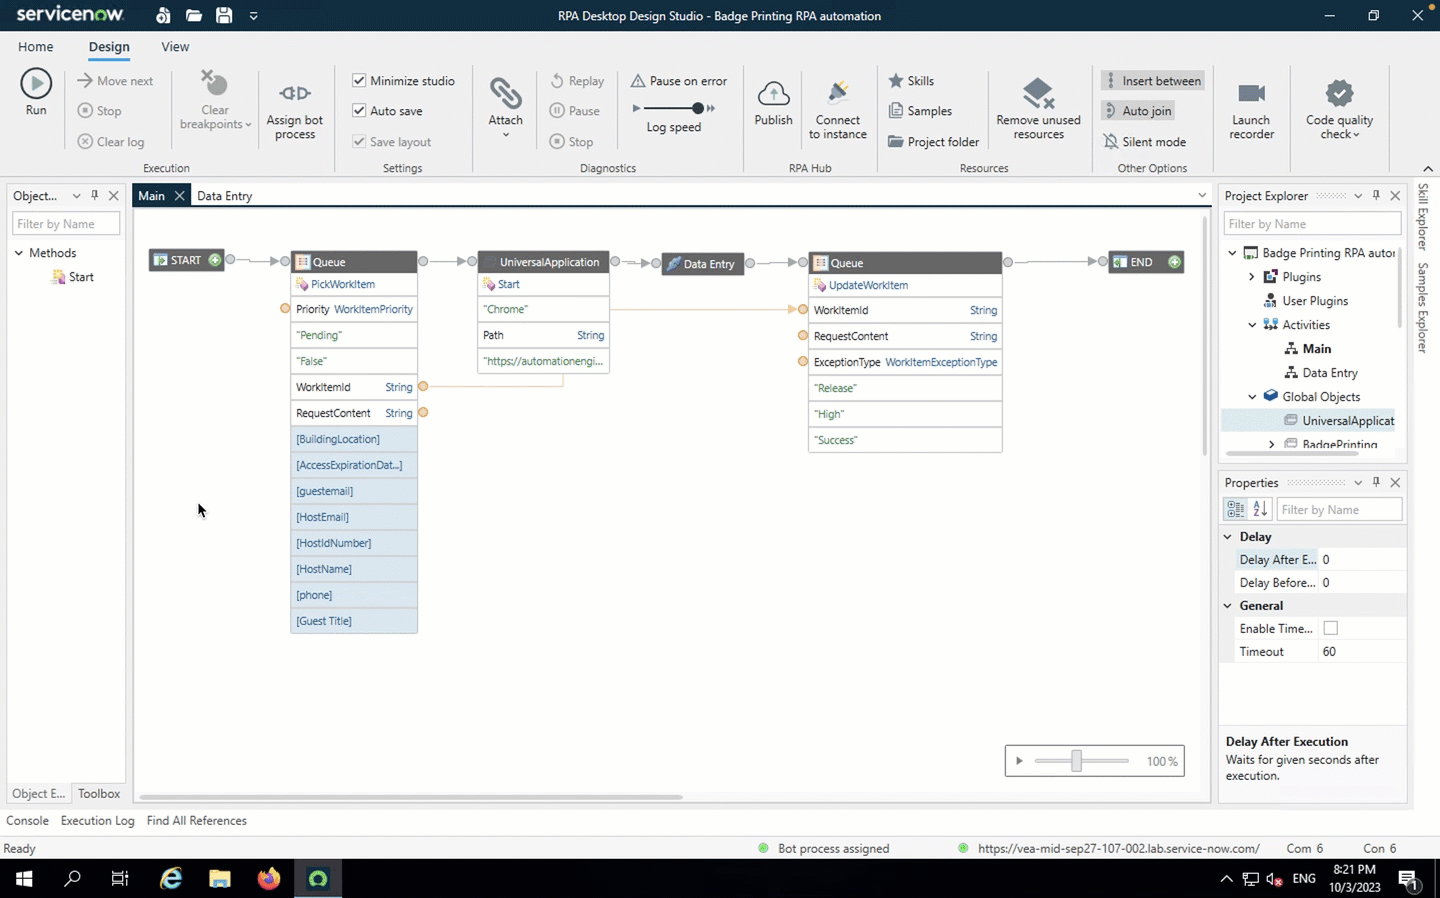 servicenow
RPA Desktop Design Studio - Badge Printing RPA automation
Home
Design
View
Run
Move next
Stop
Clear log
Clear
breakpoints
Assign bot
process
Execution
Minimize studio
Auto save
Save layout
Settings
Attach
Replay
Pause
Stop
Pause on error
Log speed
Diagnostics
Publish
Connect
to instance
RPA Hub
Skills
Samples
Project folder
Remove unused
resources
Resources
Insert between
Auto join
Silent mode
Other Options
Launch
recorder
Code quality
check
Object...
Filter by Name
Methods
Start
Object E...
Toolbox
Main
Data Entry
START
Queue
PickWorkItem
Priority WorkItemPriority
"Pending"
"False"
WorkItemId String
RequestContent String
[BuildingLocation]
[AccessExpirationDat...]
[guestemail]
[HostEmail]
[HostIdNumber]
[HostName]
[phone]
[Guest Title]
UniversalApplication
Start
"Chrome"
Path String
"https://automationengi...
Data Entry
Queue
UpdateWorkItem
WorkItemId String
RequestContent String
ExceptionType WorkItemExceptionType
"Release"
"High"
"Success"
END
100 %
Project Explorer
Filter by Name
Badge Printing RPA autor
Plugins
User Plugins
Activities
Main
Data Entry
Global Objects
UniversalApplicat
BadgePrinting
Properties
Filter by Name
Delay
Delay After E... 0
Delay Before... 0
General
Enable Time...
Timeout 60
Delay After Execution
Waits for given seconds after
execution.
Skill Explorer
Samples Explorer
Console Execution Log Find All References
Ready
Bot process assigned
https://vea-mid-sep27-107-002.lab.service-now.com/
Com 6
Con 6
ENG
8:21 PM
10/3/2023
1